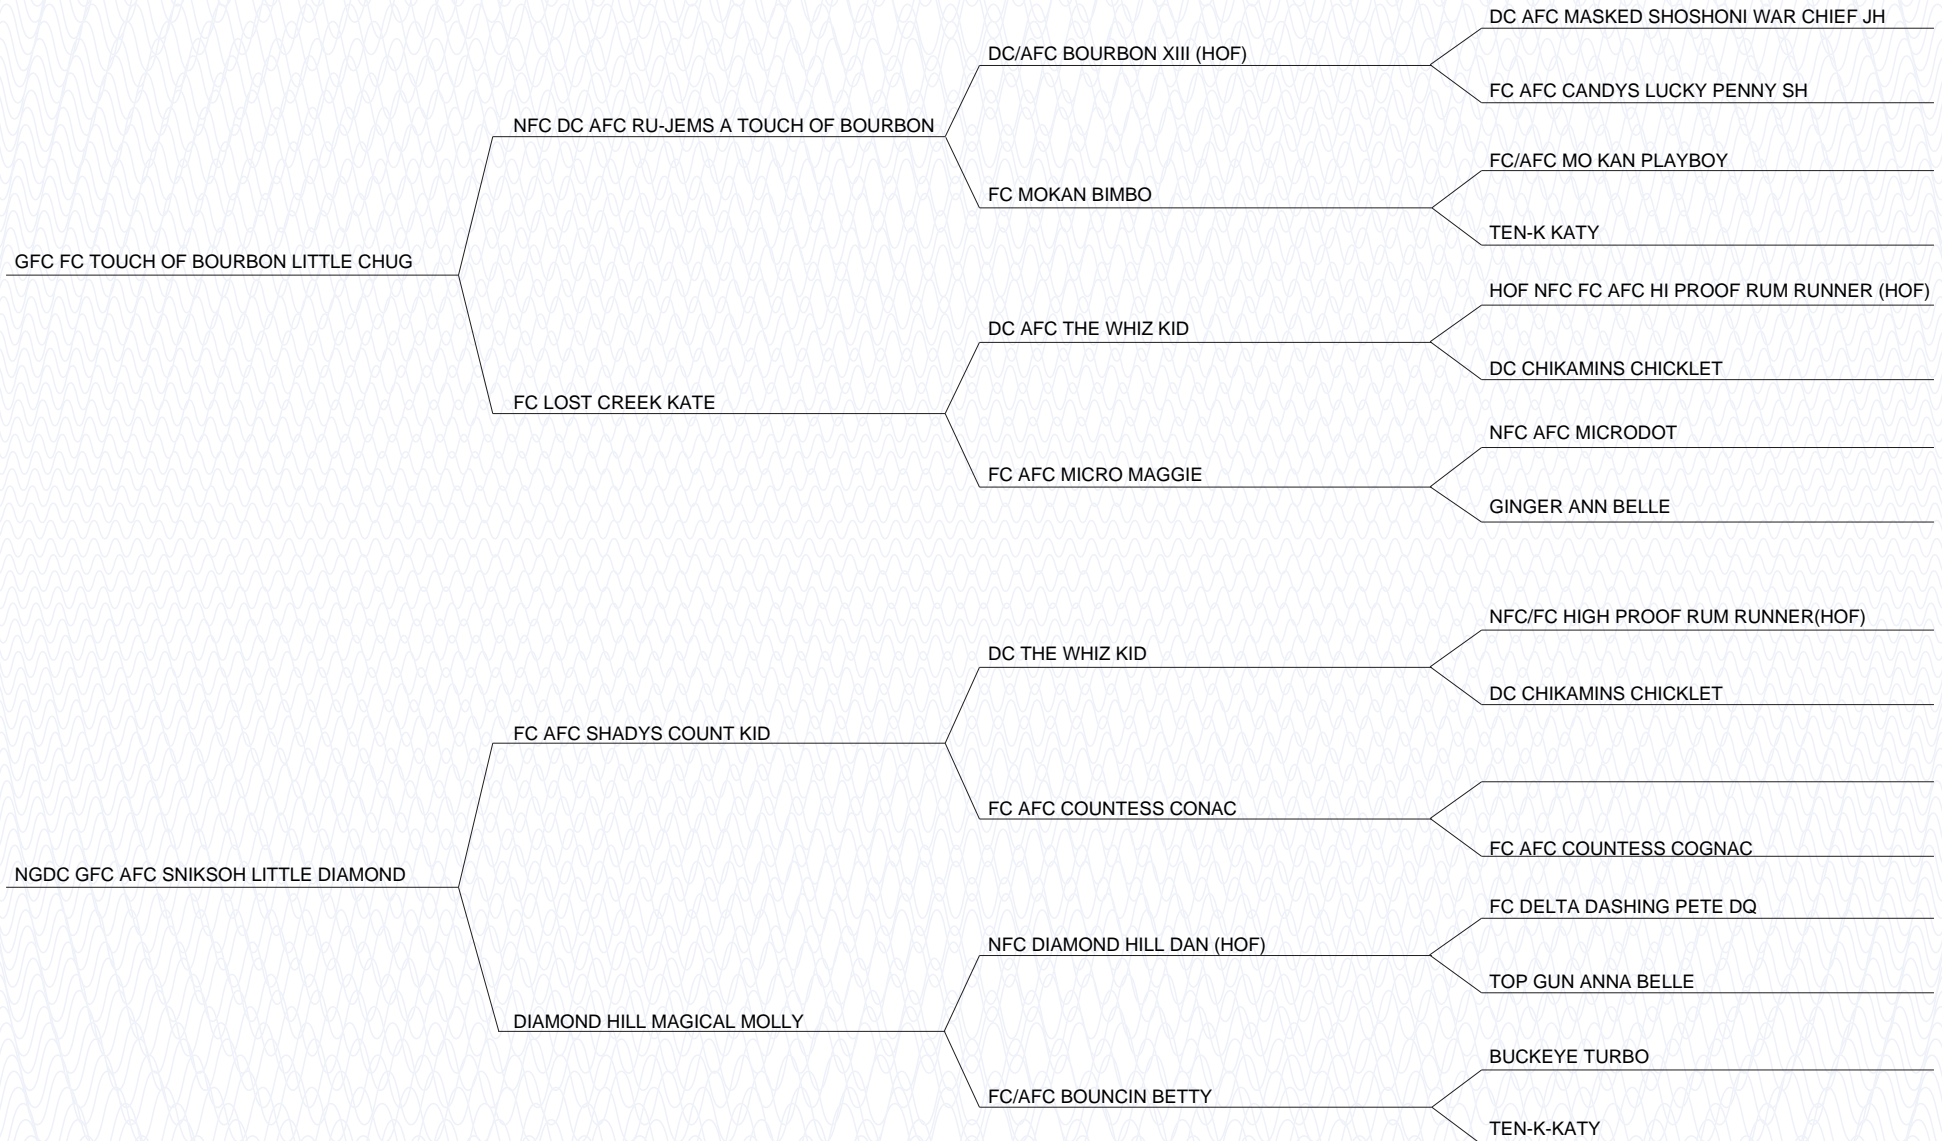 DC AFC MASKED SHOSHONI WAR CHIEF JH
DC/AFC BOURBON XIII (HOF)
FC AFC CANDYS LUCKY PENNY SH
NFC DC AFC RU-JEMS A TOUCH OF BOURBON
FC/AFC MO KAN PLAYBOY
FC MOKAN BIMBO
TEN-K KATY
GFC FC TOUCH OF BOURBON LITTLE CHUG
HOF NFC FC AFC HI PROOF RUM RUNNER (HOF)
DC AFC THE WHIZ KID
DC CHIKAMINS CHICKLET
FC LOST CREEK KATE
NFC AFC MICRODOT
FC AFC MICRO MAGGIE
GINGER ANN BELLE
NFC/FC HIGH PROOF RUM RUNNER(HOF)
DC THE WHIZ KID
DC CHIKAMINS CHICKLET
FC AFC SHADYS COUNT KID
FC AFC COUNTESS CONAC
FC AFC COUNTESS COGNAC
NGDC GFC AFC SNIKSOH LITTLE DIAMOND
FC DELTA DASHING PETE DQ
NFC DIAMOND HILL DAN (HOF)
TOP GUN ANNA BELLE
DIAMOND HILL MAGICAL MOLLY
BUCKEYE TURBO
FC/AFC BOUNCIN BETTY
TEN-K-KATY